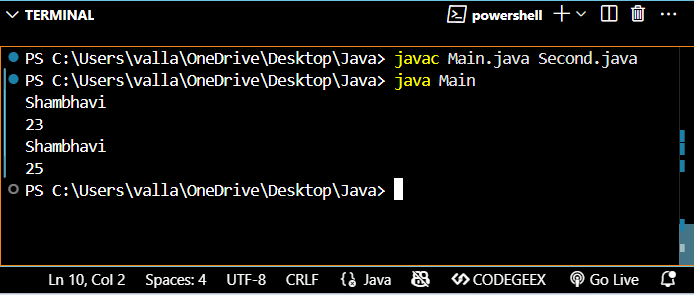 TERMINAL powershell
PS C:\Users\valla\OneDrive\Desktop\Java> javac Main.java Second.java
PS C:\Users\valla\OneDrive\Desktop\Java> java Main
Shambhavi
23
Shambhavi
25
PS C:\Users\valla\OneDrive\Desktop\Java>
Ln 10, Col 2 Spaces: 4 UTF-8 CRLF Java CODEGEEX Go Live